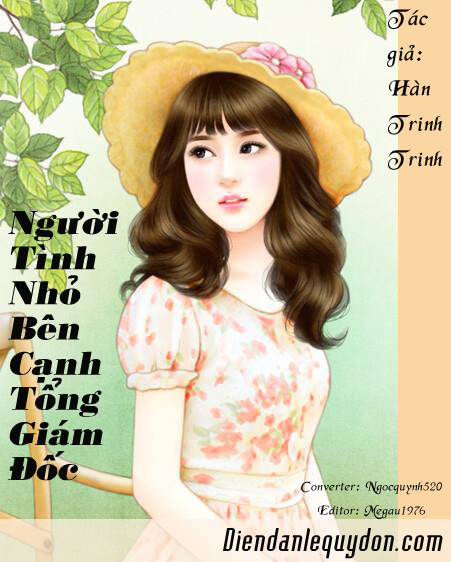 Tác
giả:
Hàn
Trinh
Trinh
Người
Tình
Nhỏ
Bên
Cạnh
Tổng
Giám
Đốc
Converter: Ngocquynh520
Editor: Megau1976
Diendanlequydon.com